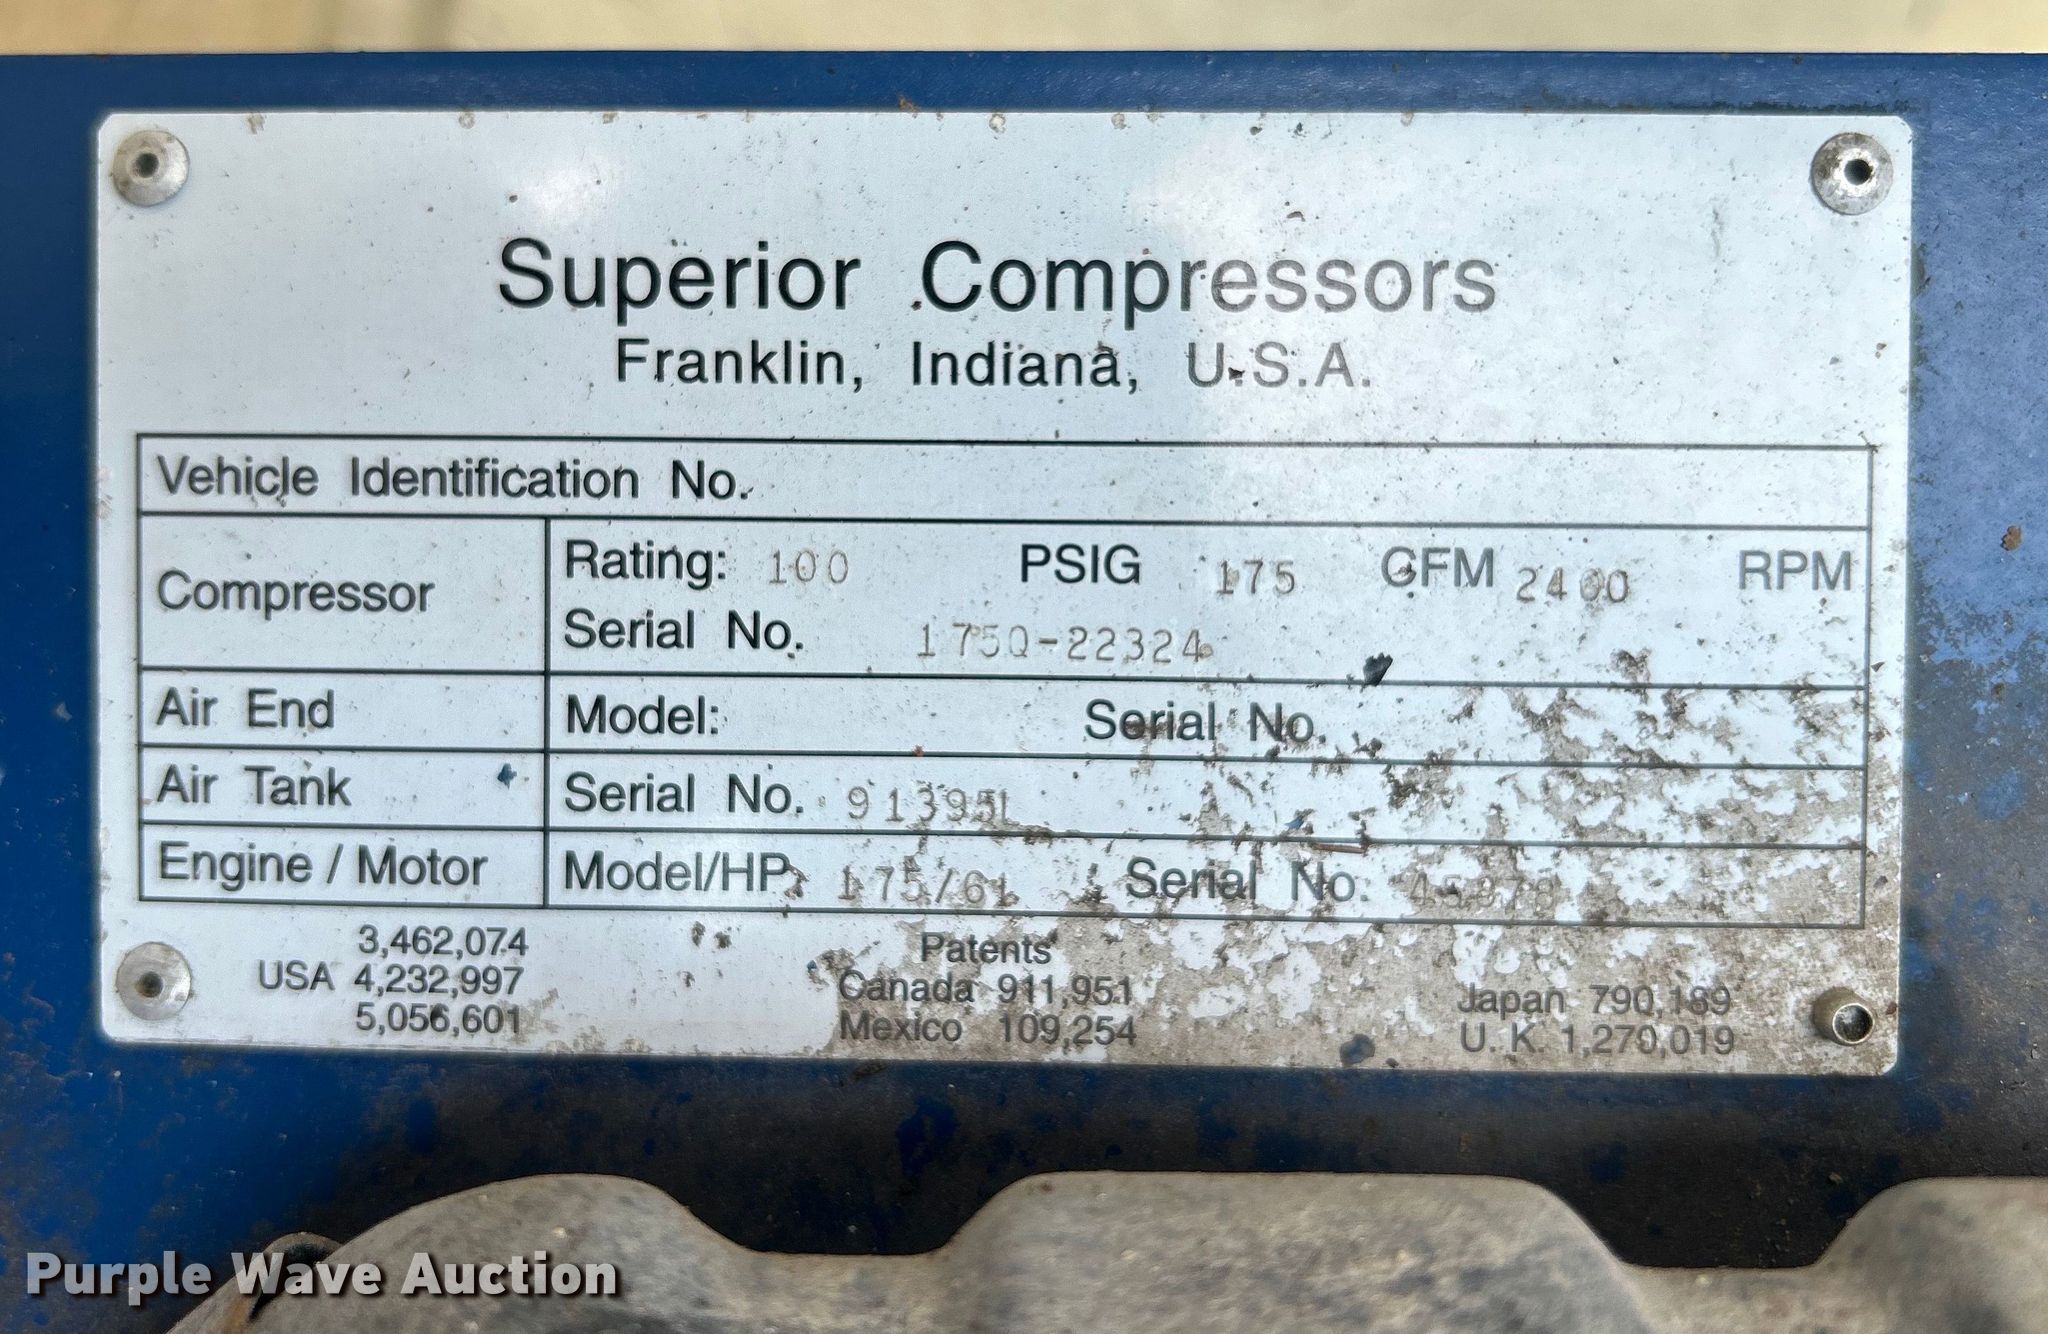 Superior Compressors
Franklin, Indiana, U.S.A.
Vehicle Identification No.
Compressor Rating: 100 PSIG 175 CFM 2400 RPM
Serial No. 175Q-22324
Air End Model: Serial No.
Air Tank Serial No. 91395L
Engine / Motor Model/HP: 175/61 Serial No.
3,462,074
USA 4,232,997
5,056,601
Patents
Canada 911,951
Mexico 109,254
Japan 790,189
U. K. 1,270,019
Purple Wave Auction